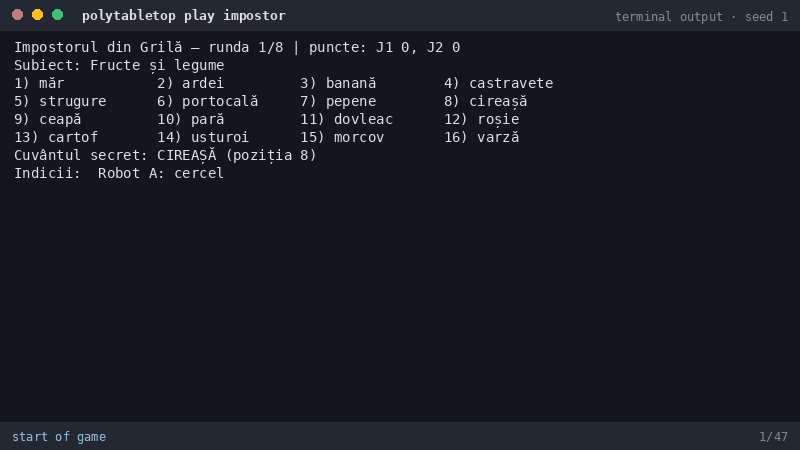 polytabletop play impostor
terminal output · seed 1
Impostorul din Grilă — runda 1/8 | puncte: J1 0, J2 0
Subiect: Fructe și legume
1) măr 2) ardei 3) banană 4) castravete
5) strugure 6) portocală 7) pepene 8) cireașă
9) ceapă 10) pară 11) dovleac 12) roșie
13) cartof 14) usturoi 15) morcov 16) varză
Cuvântul secret: CIREAȘĂ (poziția 8)
Indicii: Robot A: cercel
start of game
1/47